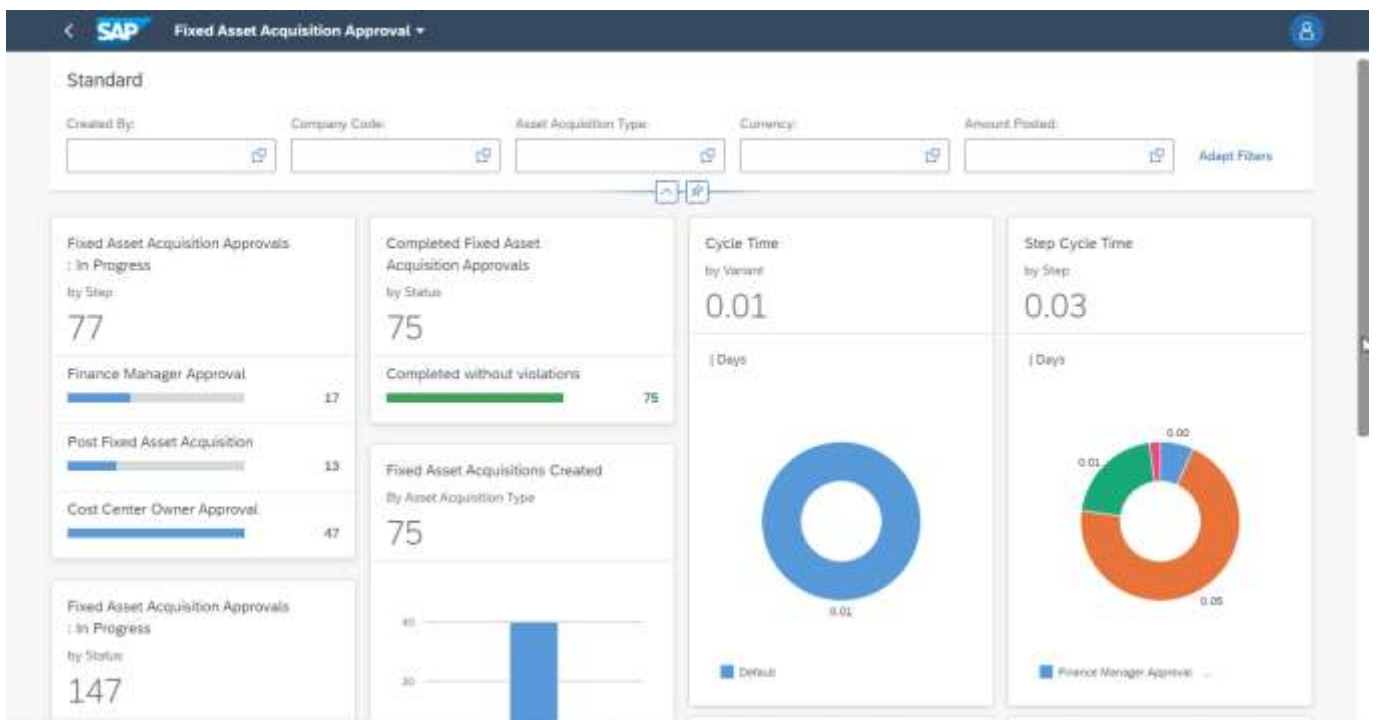 SAP Fixed Asset Acquisition Approval
Standard
Created By: Company Code: Asset Acquisition Type: Currency: Amount Posted:
Adapt Filters
Fixed Asset Acquisition Approvals
: In Progress
by Step
77
Finance Manager Approval
17
Post Fixed Asset Acquisition
13
Cost Center Owner Approval
47
Fixed Asset Acquisition Approvals
: In Progress
by Status
147
Completed Fixed Asset
Acquisition Approvals
by Status
75
Completed without violations
75
Fixed Asset Acquisitions Created
By Asset Acquisition Type
75
40
30
Cycle Time
by Variant
0.01
| Days
0.01
Default
Step Cycle Time
by Step
0.03
| Days
0.00
0.01
0.05
Finance Manager Approval ...